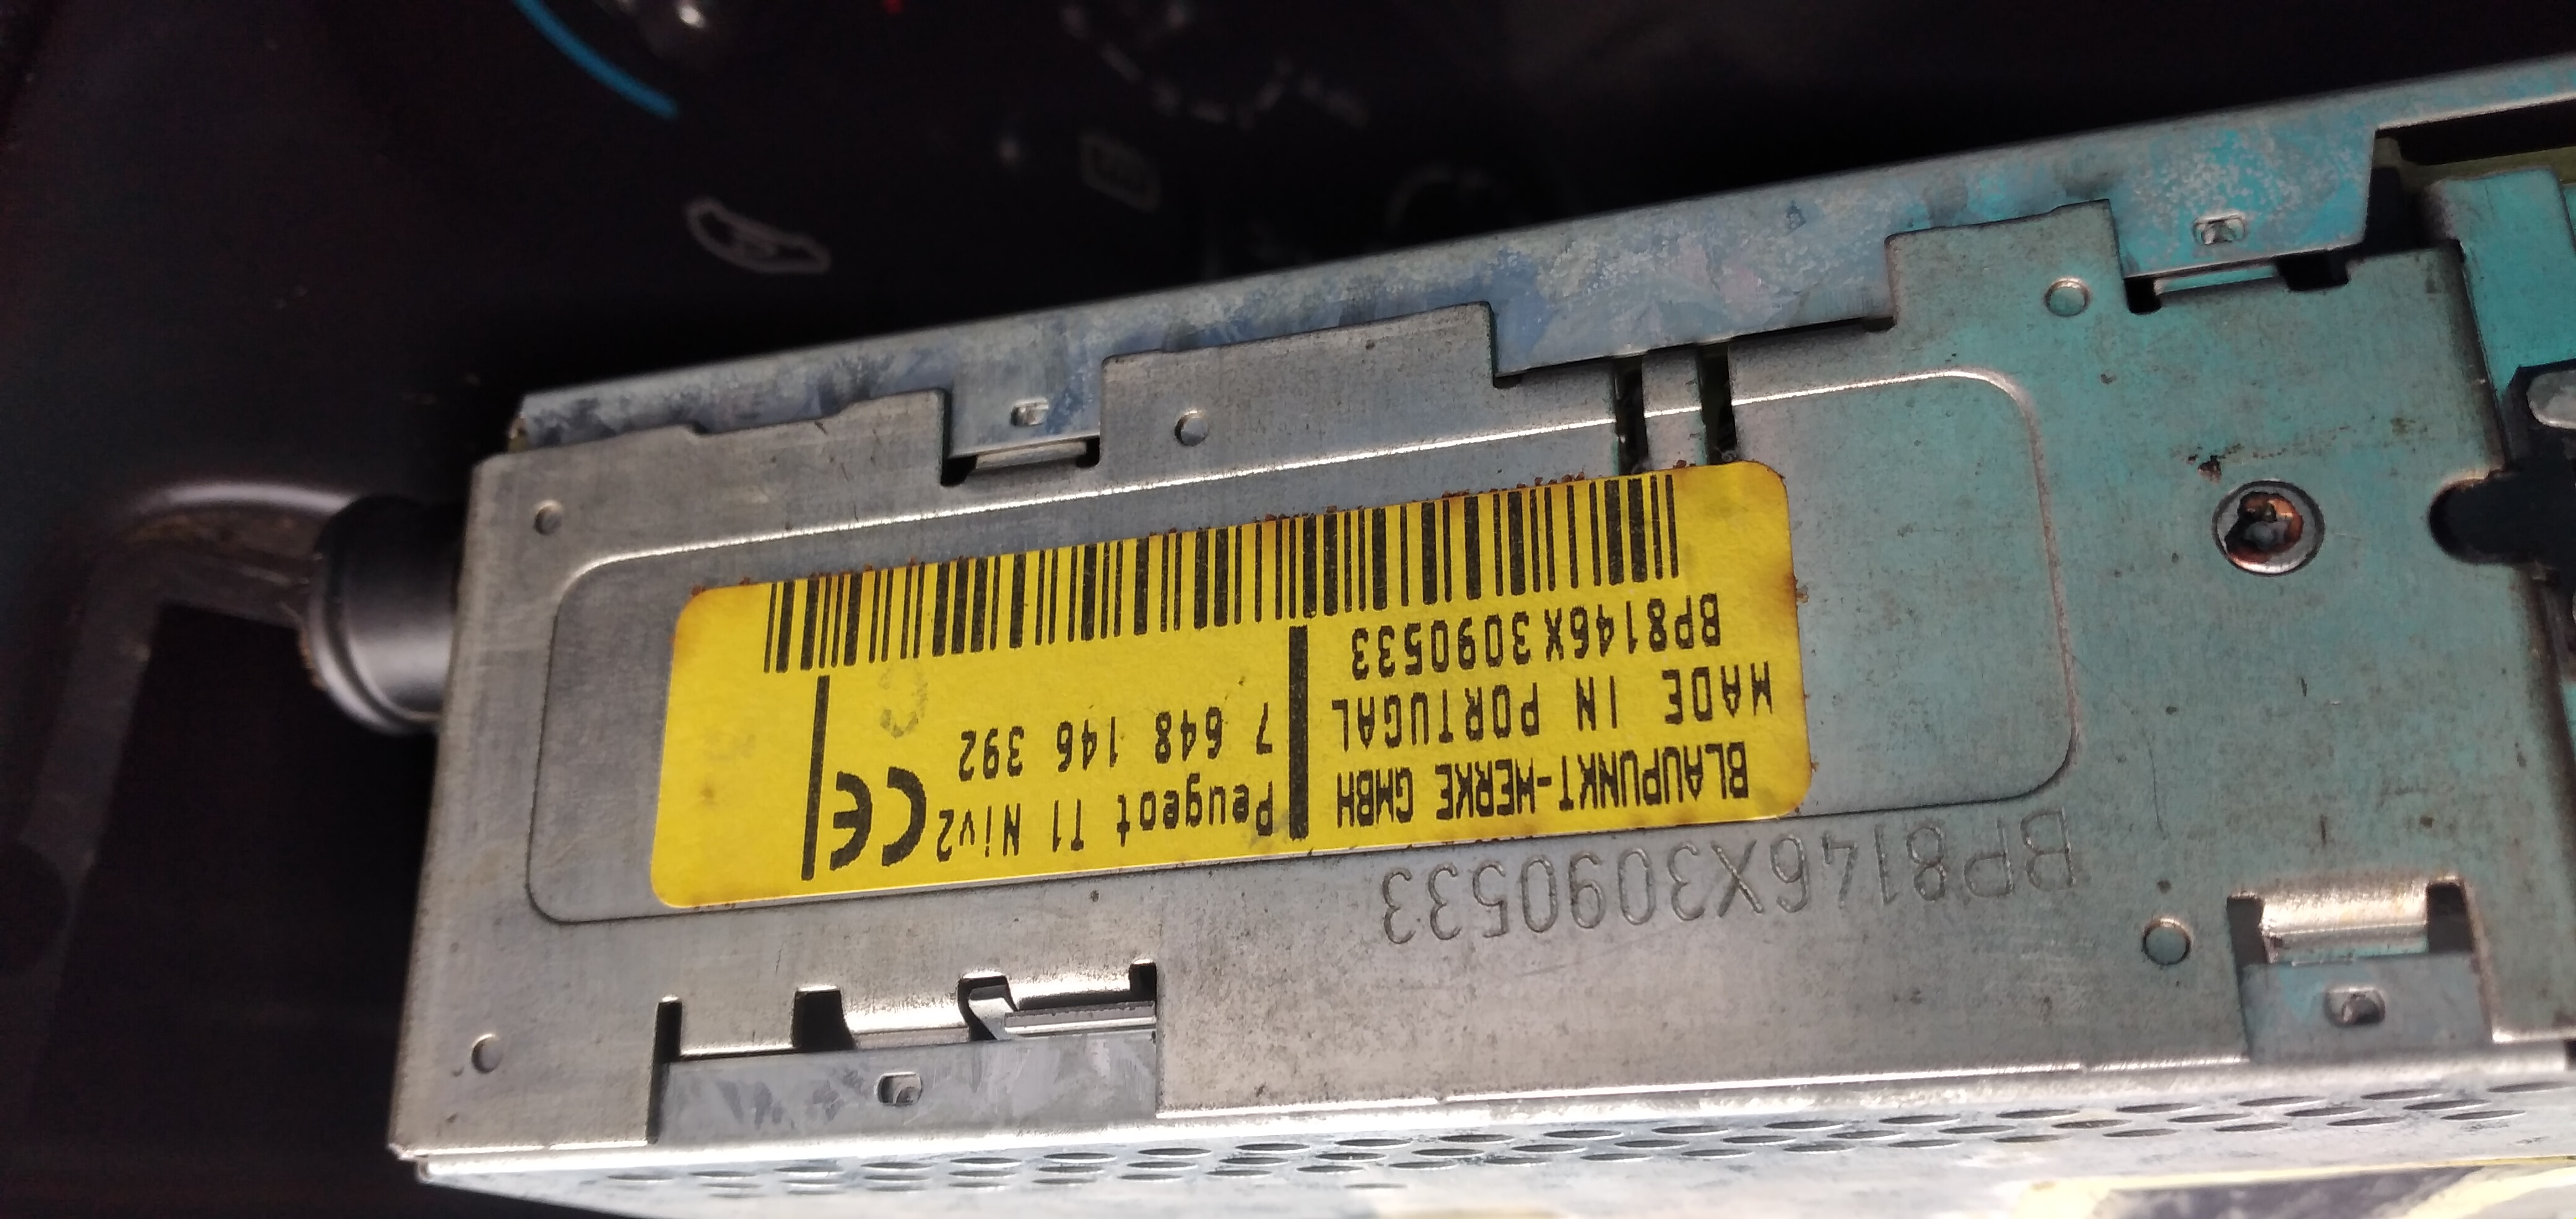 BLAUPUNKT-WERKE GMBH
MADE IN PORTUGAL
BP8146X3090533
Peugeot T1 Niv2
7 648 146 392
CE
BP8146X3090533